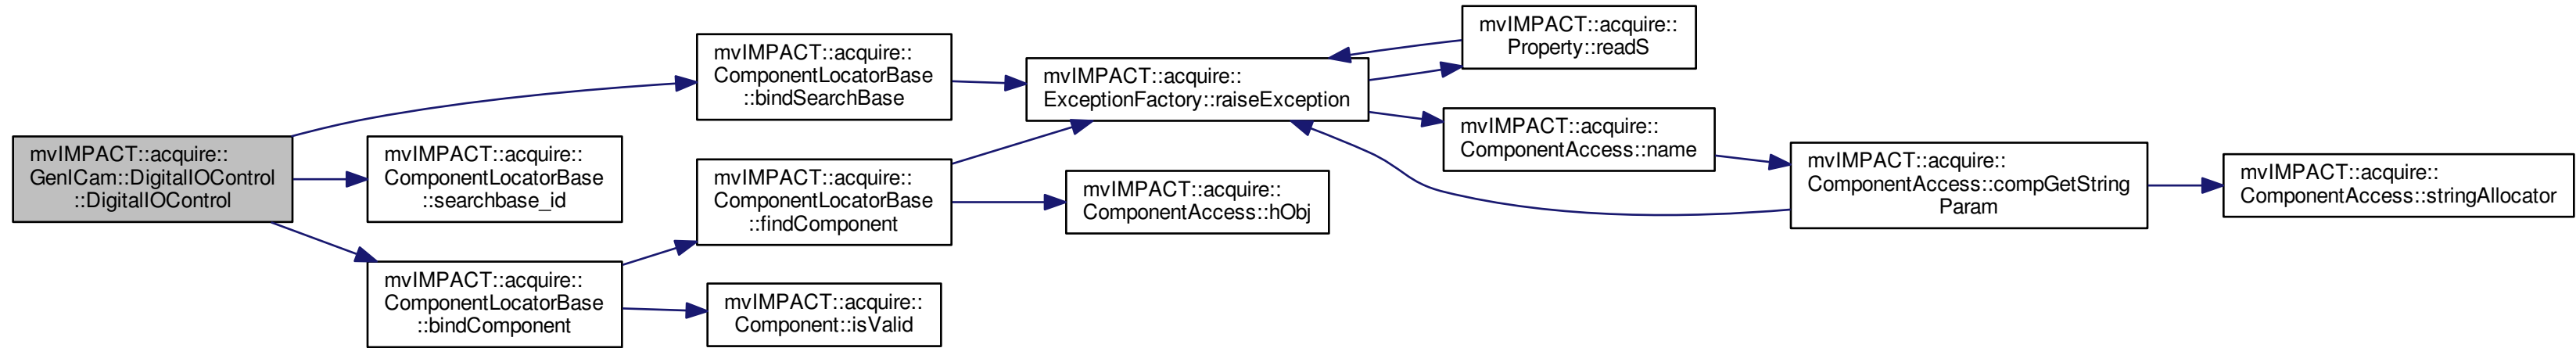 mvIMPACT::acquire::
GenICam::DigitalIOControl
::DigitalIOControl
mvIMPACT::acquire::
ComponentLocatorBase
::bindSearchBase
mvIMPACT::acquire::
ComponentLocatorBase
::searchbase_id
mvIMPACT::acquire::
ComponentLocatorBase
::bindComponent
mvIMPACT::acquire::
ComponentLocatorBase
::findComponent
mvIMPACT::acquire::
Component::isValid
mvIMPACT::acquire::
ExceptionFactory::raiseException
mvIMPACT::acquire::
ComponentAccess::hObj
mvIMPACT::acquire::
Property::readS
mvIMPACT::acquire::
ComponentAccess::name
mvIMPACT::acquire::
ComponentAccess::compGetString
Param
mvIMPACT::acquire::
ComponentAccess::stringAllocator